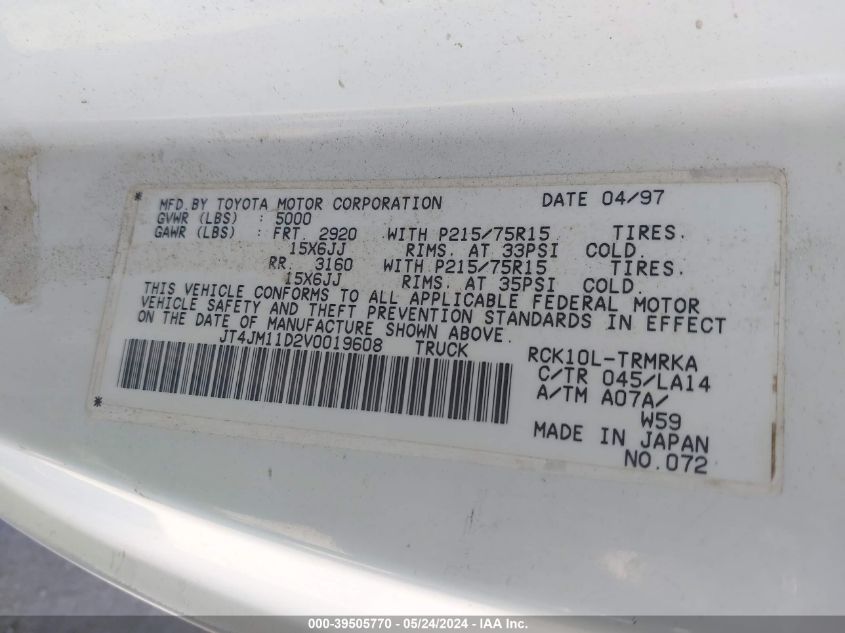 * MFD.BY TOYOTA MOTOR CORPORATION DATE 04/97
GVWR (LBS) : 5000
GAWR (LBS) : FRT. 2920 WITH P215/75R15 TIRES.
15X6JJ RIMS. AT 33PSI COLD.
RR. 3160 WITH P215/75R15 TIRES.
15X6JJ RIMS. AT 35PSI COLD.
THIS VEHICLE CONFORMS TO ALL APPLICABLE FEDERAL MOTOR
VEHICLE SAFETY AND THEFT PREVENTION STANDARDS IN EFFECT
ON THE DATE OF MANUFACTURE SHOWN ABOVE.
JT4JM11D2V0019608 TRUCK
RCK10L-TRMRKA
C/TR 045/LA14
A/TM A07A/
* W59
MADE IN JAPAN
NO.072
000-39505770 - 05/24/2024 - IAA Inc.